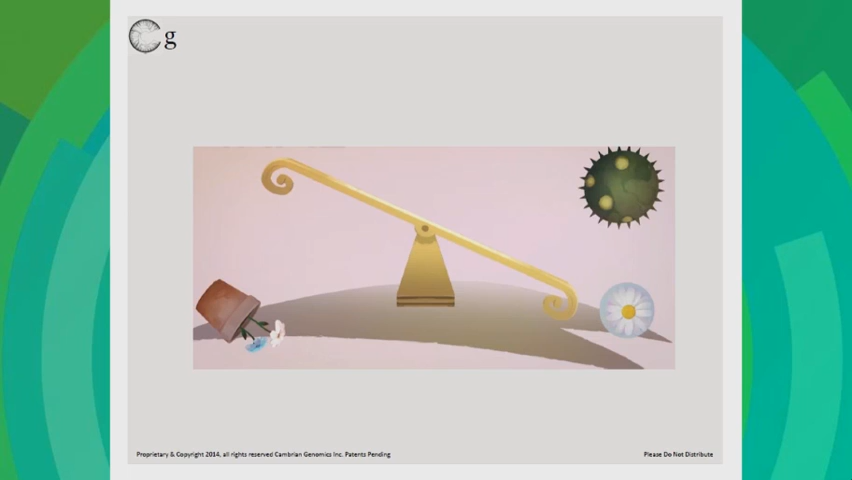 g
Proprietary & Copyright 2014, all rights reserved Cambrian Genomics Inc. Patents Pending
Please Do Not Distribute